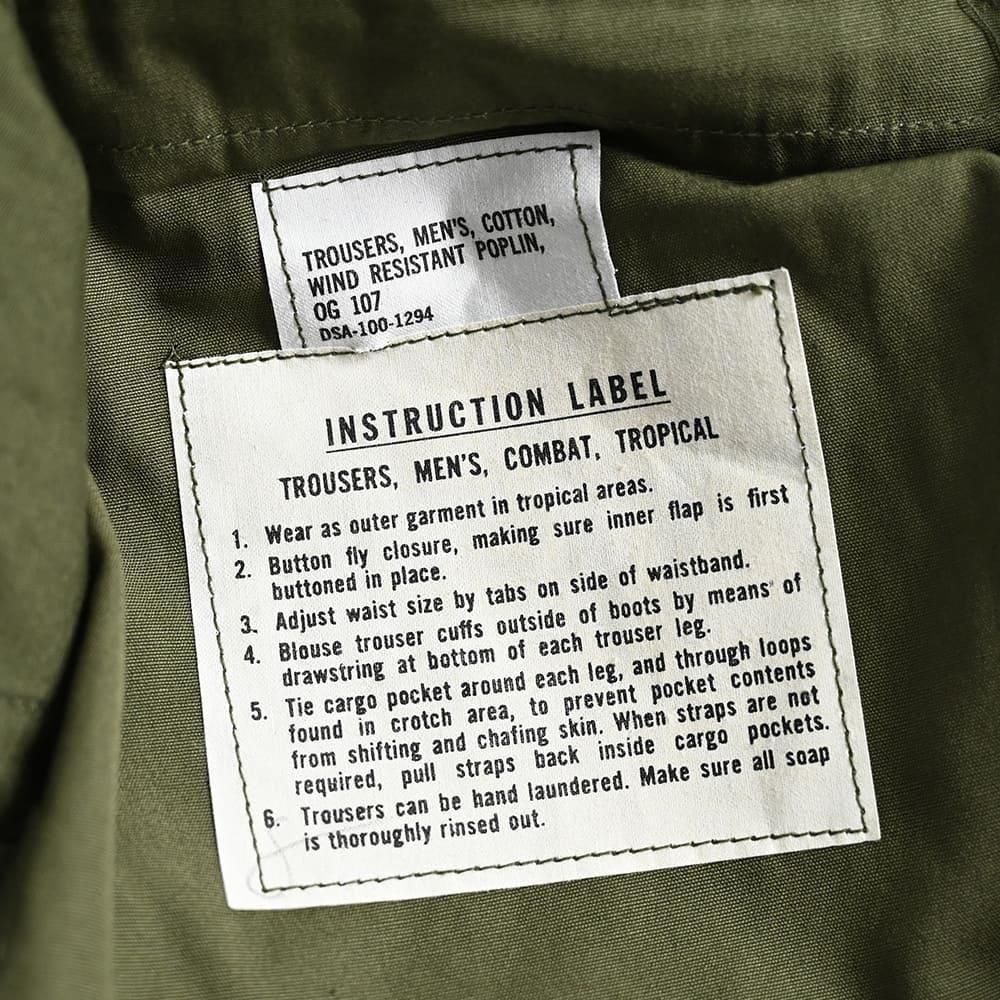 TROUSERS, MEN'S, COTTON,
WIND RESISTANT POPLIN,
OG 107
DSA-100-1294
INSTRUCTION LABEL
TROUSERS, MEN'S, COMBAT, TROPICAL
1. Wear as outer garment in tropical areas.
2. Button fly closure, making sure inner flap is first
buttoned in place.
3. Adjust waist size by tabs on side of waistband.
4. Blouse trouser cuffs outside of boots by means of
drawstring at bottom of each trouser leg.
5. Tie cargo pocket around each leg, and through loops
found in crotch area, to prevent pocket contents
from shifting and chafing skin. When straps are not
required, pull straps back inside cargo pockets.
6. Trousers can be hand laundered. Make sure all soap
is thoroughly rinsed out.